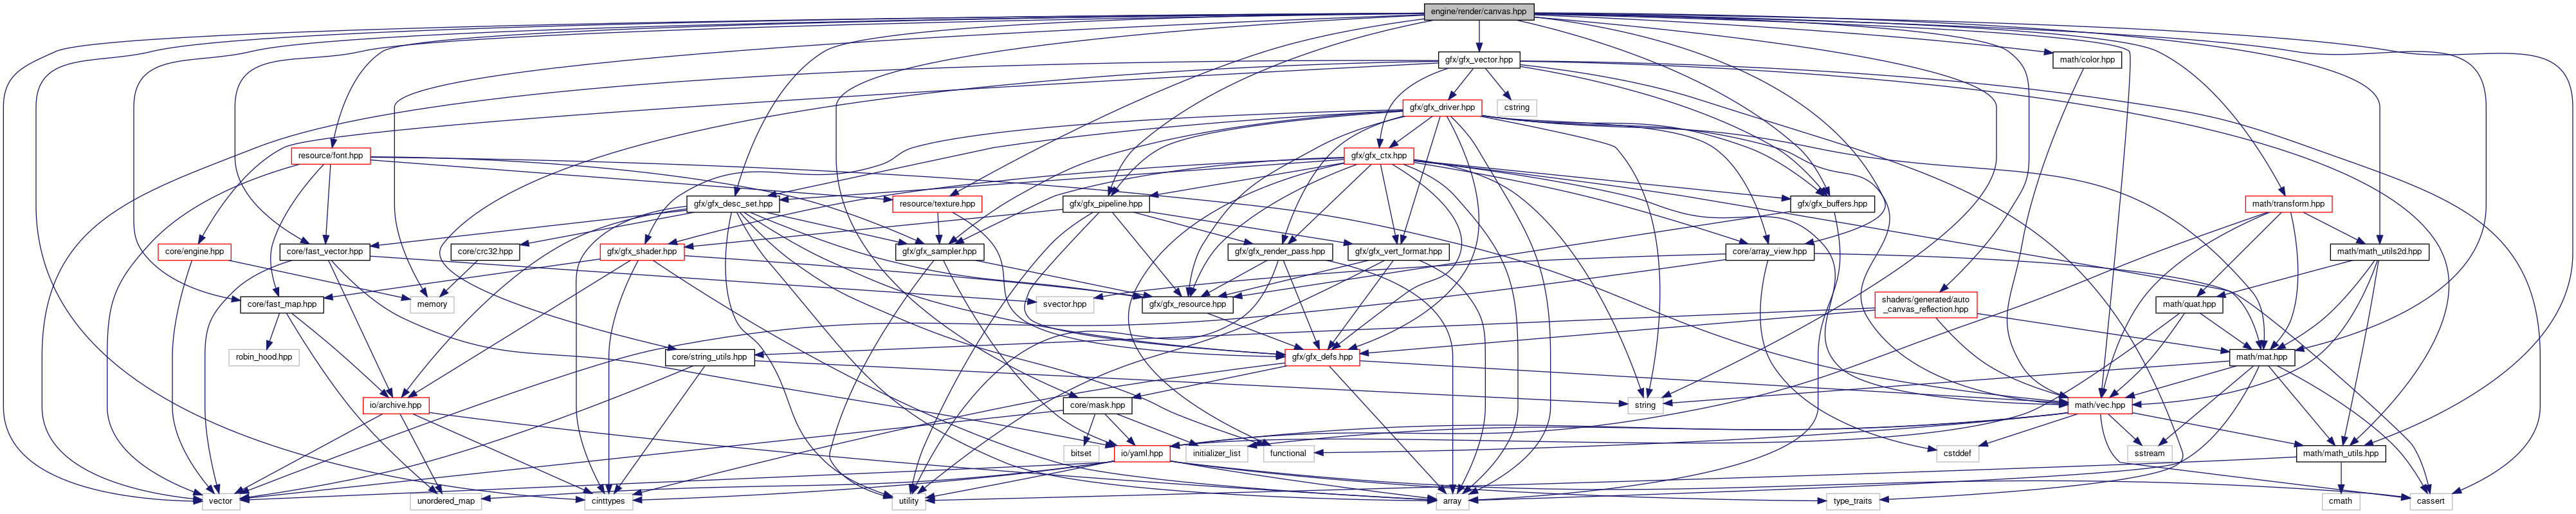 engine/render/canvas.hpp
gfx/gfx_vector.hpp
math/color.hpp
gfx/gfx_driver.hpp
cstring
resource/font.hpp
gfx/gfx_ctx.hpp
gfx/gfx_desc_set.hpp
resource/texture.hpp
gfx/gfx_pipeline.hpp
gfx/gfx_buffers.hpp
math/transform.hpp
core/engine.hpp
core/fast_vector.hpp
core/crc32.hpp
gfx/gfx_shader.hpp
gfx/gfx_sampler.hpp
gfx/gfx_render_pass.hpp
gfx/gfx_vert_format.hpp
core/array_view.hpp
math/math_utils2d.hpp
core/fast_map.hpp
memory
svector.hpp
gfx/gfx_resource.hpp
shaders/generated/auto
_canvas_reflection.hpp
math/quat.hpp
robin_hood.hpp
core/string_utils.hpp
gfx/gfx_defs.hpp
math/mat.hpp
io/archive.hpp
core/mask.hpp
string
math/vec.hpp
bitset
io/yaml.hpp
initializer_list
functional
cstddef
sstream
math/math_utils.hpp
vector
unordered_map
cinttypes
utility
array
type_traits
cmath
cassert